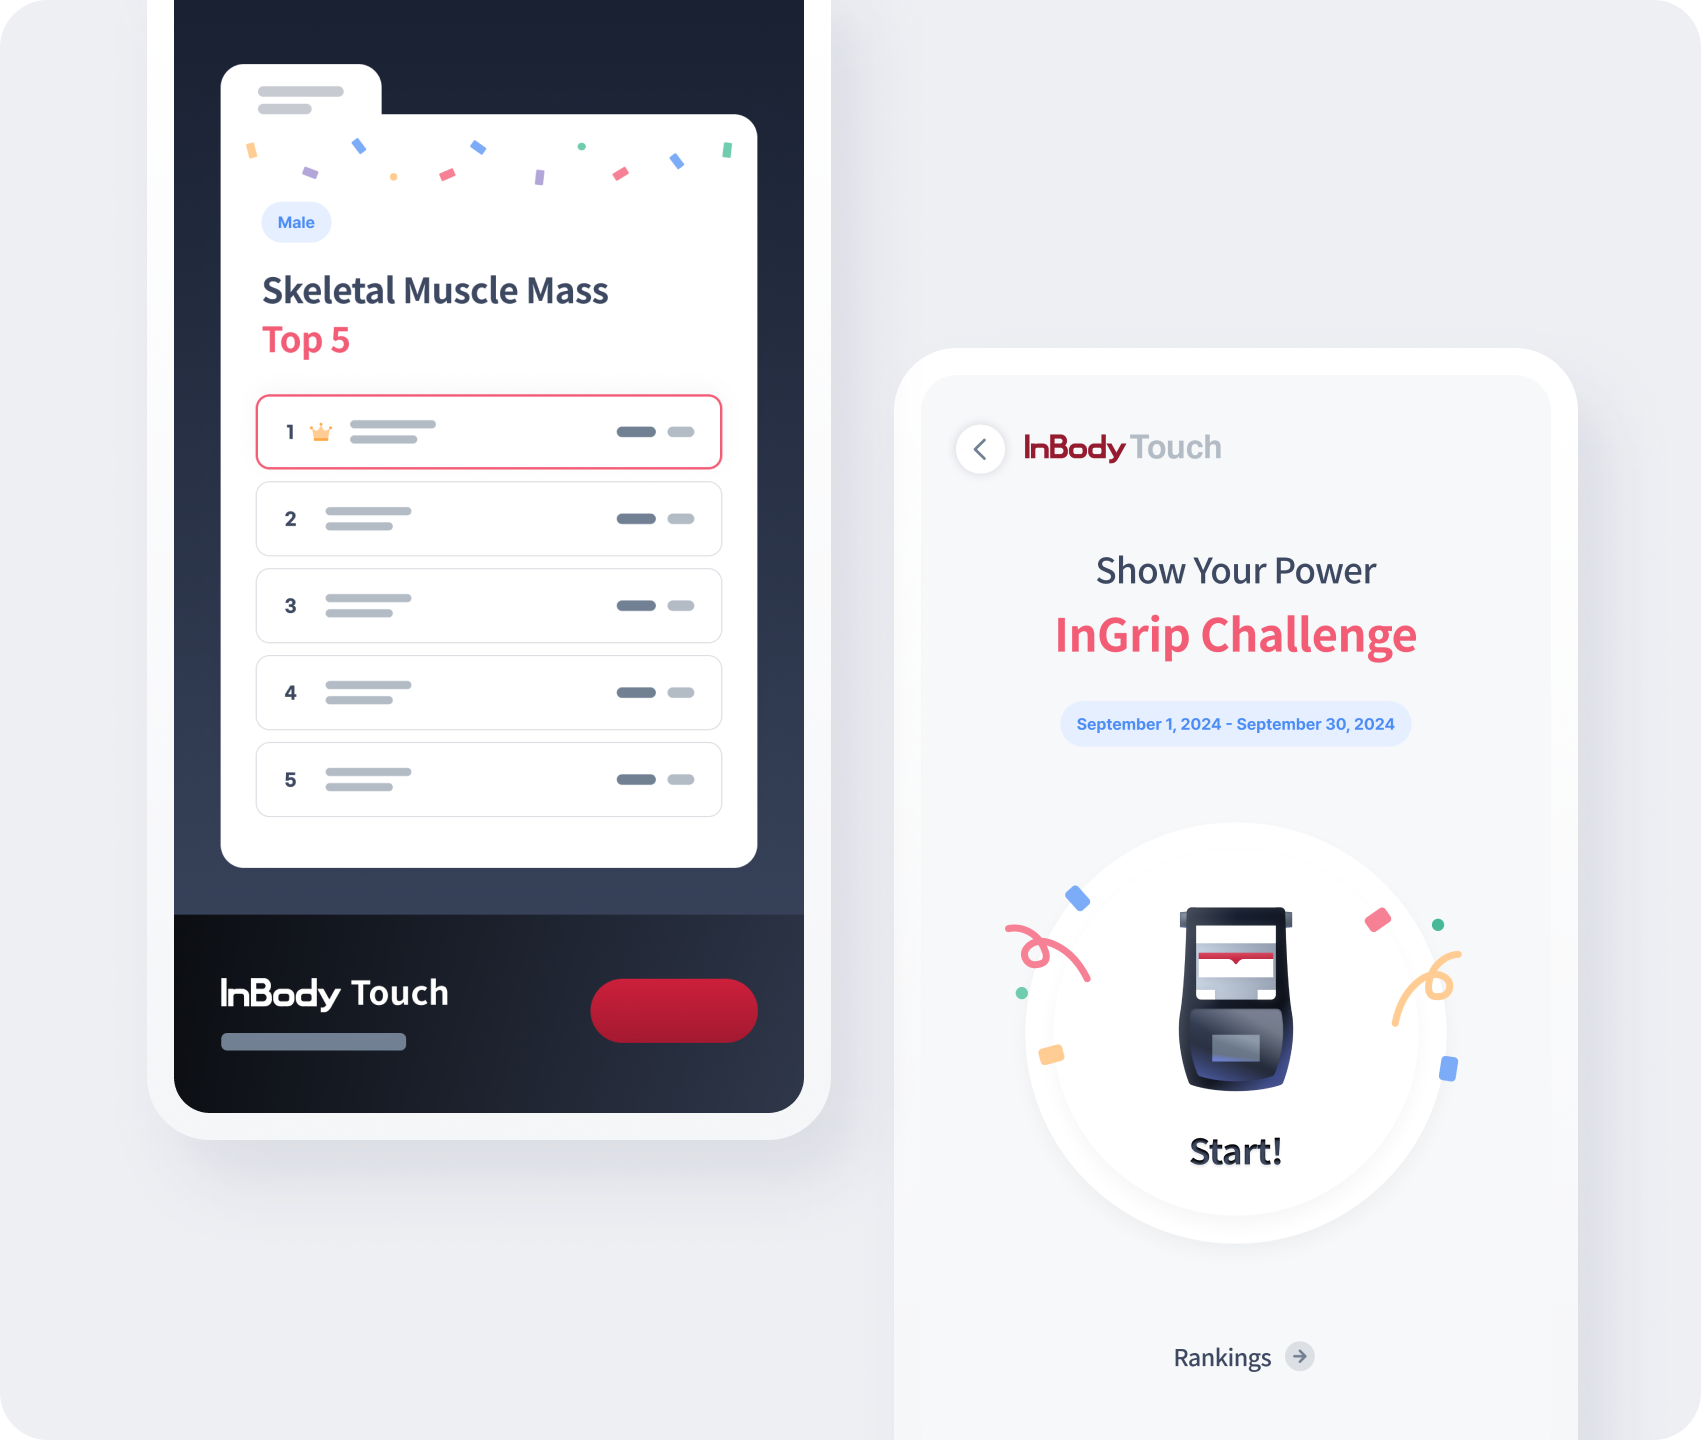 Male
Skeletal Muscle Mass
Top 5
1
2
3
4
5
InBody Touch
InBody Touch
Show Your Power
InGrip Challenge
September 1, 2024 - September 30, 2024
Start!
Rankings